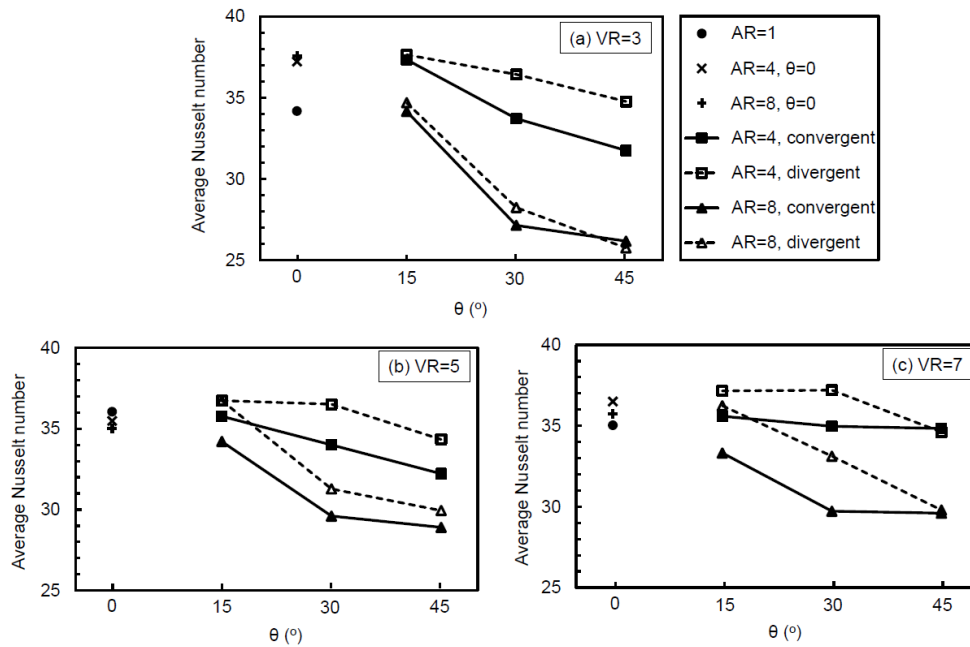 Average Nusselt number
40
35
30
25
0
15
30
45
θ (º)
(a) VR=3
AR=1
AR=4, θ=0
AR=8, θ=0
AR=4, convergent
AR=4, divergent
AR=8, convergent
AR=8, divergent
Average Nusselt number
40
35
30
25
0
15
30
45
θ (º)
(b) VR=5
Average Nusselt number
40
35
30
25
0
15
30
45
θ (º)
(c) VR=7